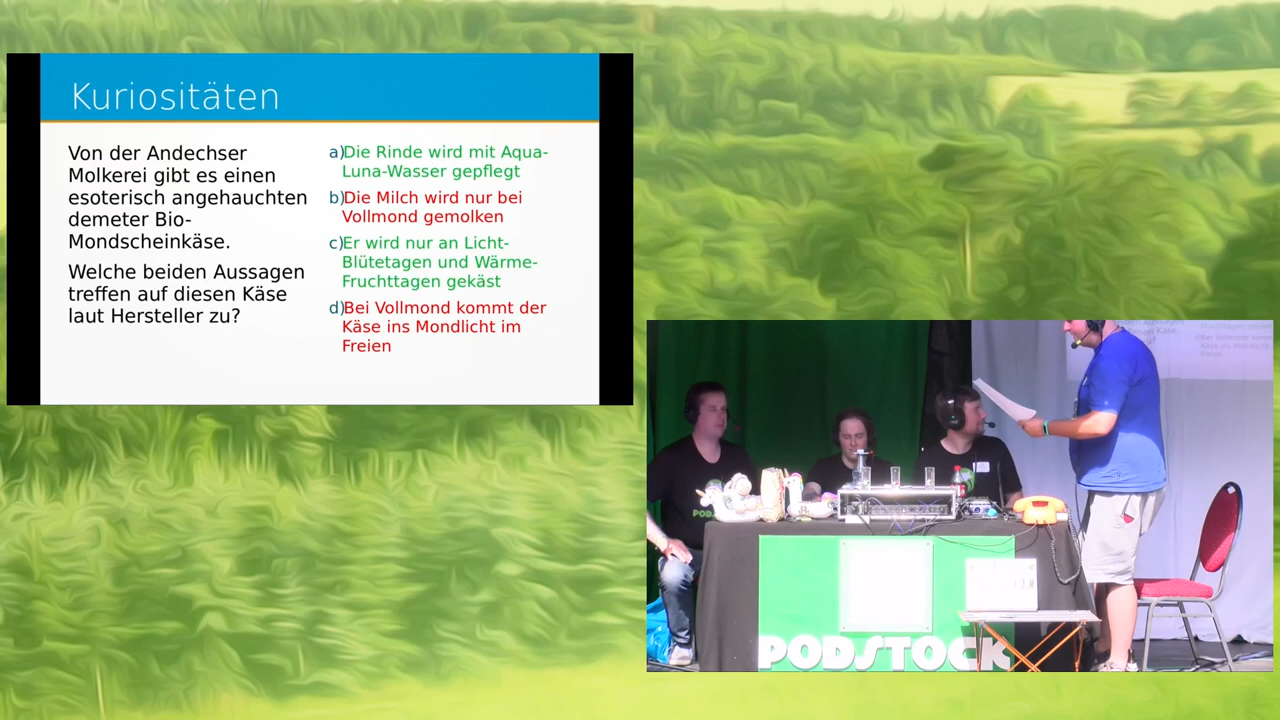 Kuriositäten
Von der Andechser
Molkerei gibt es einen
esoterisch angehauchten
demeter Bio-
Mondscheinkäse.
Welche beiden Aussagen
treffen auf diesen Käse
laut Hersteller zu?
a)Die Rinde wird mit Aqua-
Luna-Wasser gepflegt
b)Die Milch wird nur bei
Vollmond gemolken
c)Er wird nur an Licht-
Blütetagen und Wärme-
Fruchttagen gekäst
d)Bei Vollmond kommt der
Käse ins Mondlicht im
Freien
PODSTOCK